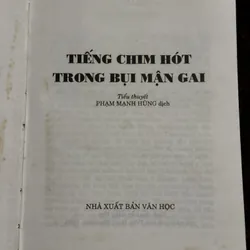 TIẾNG CHIM HÓT
TRONG BỤI MẬN GAI
Tiểu thuyết
PHẠM MẠNH HÙNG dịch
NHÀ XUẤT BẢN VĂN HỌC